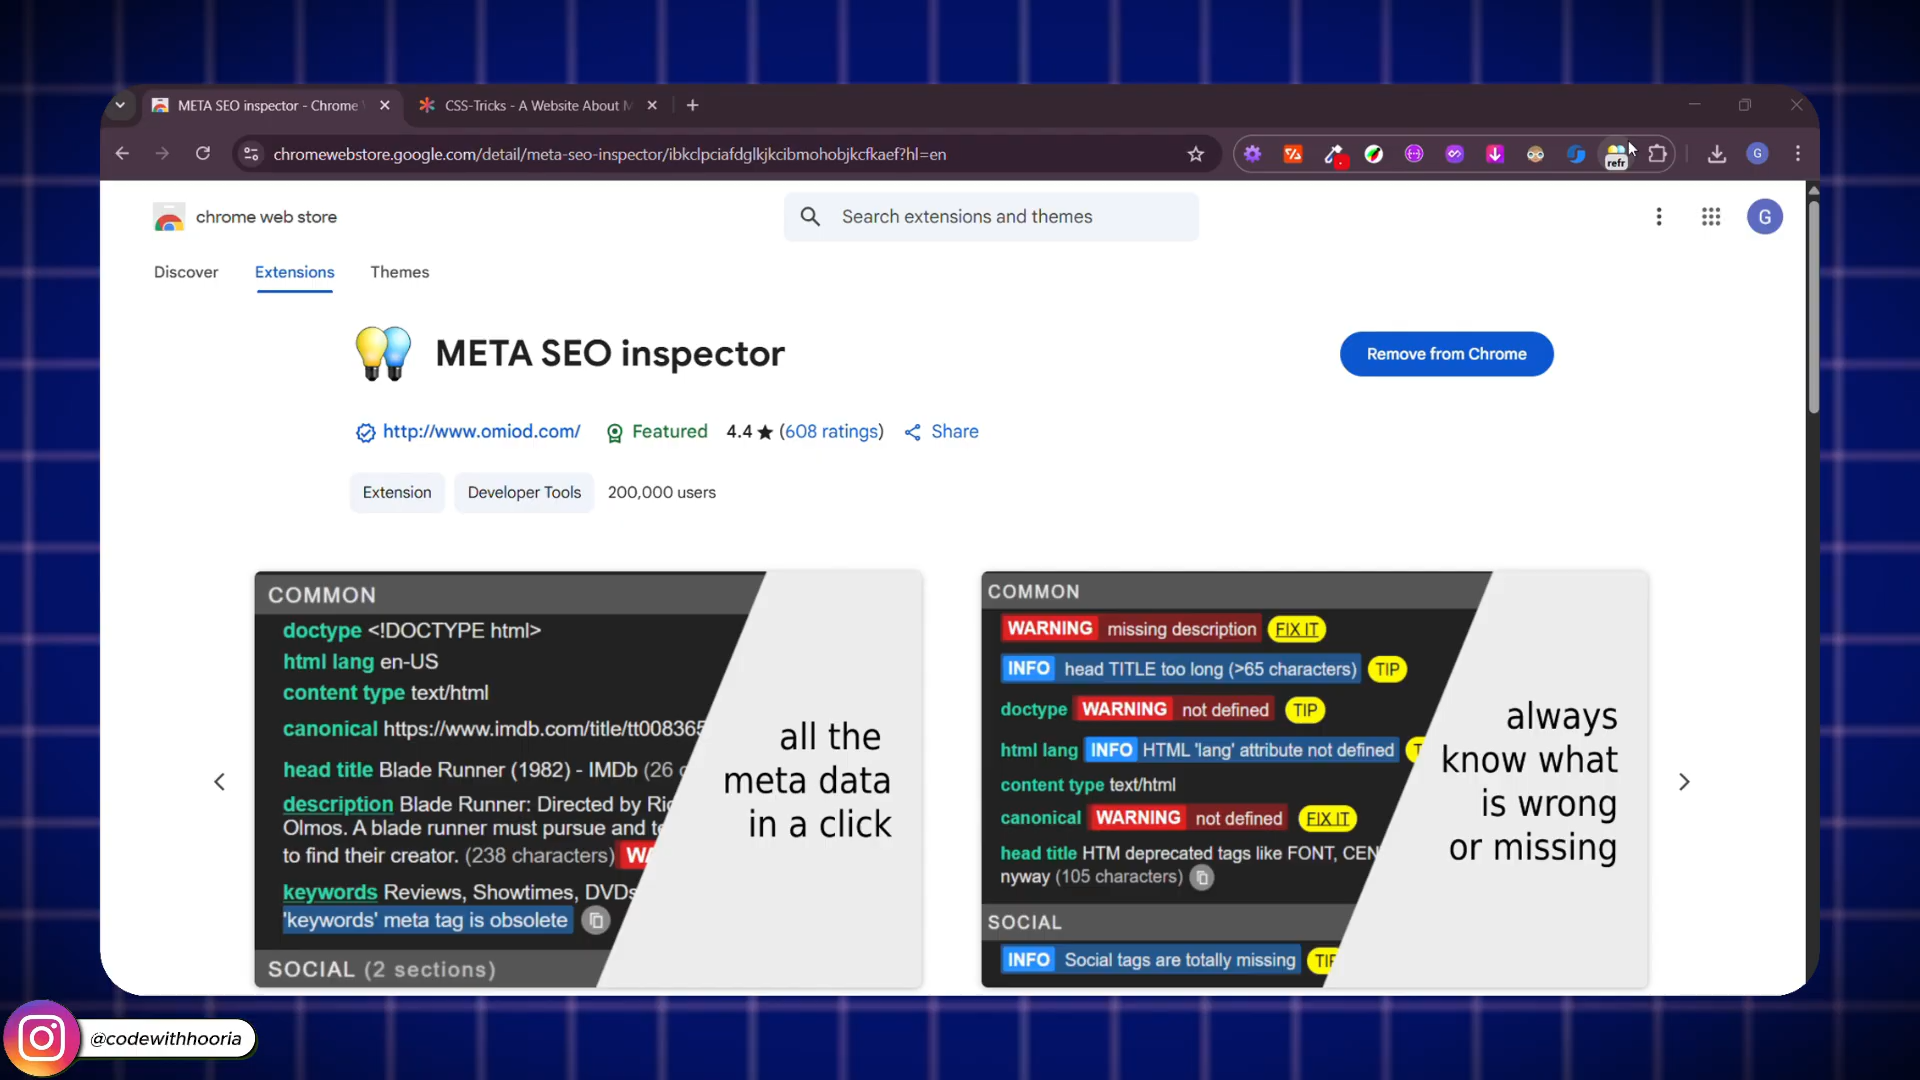 META SEO inspector - Chrome
CSS-Tricks - A Website About M
chromewebstore.google.com/detail/meta-seo-inspector/ibkclpciafdglkjkcibmohobjkcfkaef?hl=en
refr
G
chrome web store
Search extensions and themes
G
Discover
Extensions
Themes
META SEO inspector
Remove from Chrome
http://www.omiod.com/
Featured
4.4 ★ (608 ratings)
Share
Extension
Developer Tools
200,000 users
COMMON
doctype <!DOCTYPE html>
html lang en-US
content type text/html
canonical https://www.imdb.com/title/tt008365
head title Blade Runner (1982) - IMDb (26 c
description Blade Runner: Directed by Ric
Olmos. A blade runner must pursue and te
to find their creator. (238 characters) WA
keywords Reviews, Showtimes, DVDs
'keywords' meta tag is obsolete
SOCIAL (2 sections)
all the
meta data
in a click
COMMON
WARNING missing description FIX IT
INFO head TITLE too long (>65 characters) TIP
doctype WARNING not defined TIP
html lang INFO HTML 'lang' attribute not defined T
content type text/html
canonical WARNING not defined FIX IT
head title HTM deprecated tags like FONT, CEN
nyway (105 characters)
SOCIAL
INFO Social tags are totally missing TIP
always
know what
is wrong
or missing
@codewithhooria